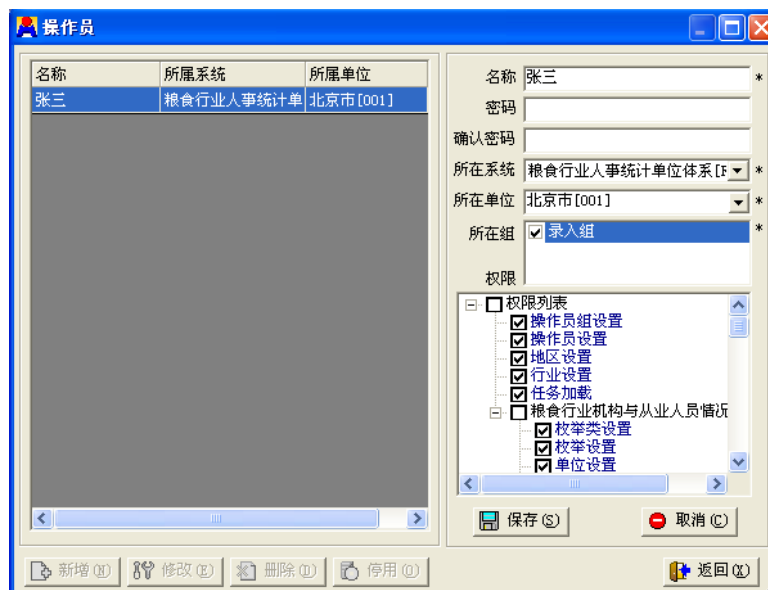 操作员
名称 所属系统 所属单位
张三 粮食行业人事统计单 北京市[001]
名称 张三 *
密码
确认密码
所在系统 粮食行业人事统计单位体系[F *
所在单位 北京市[001] *
所在组 录入组 *
权限
权限列表
操作员组设置
操作员设置
地区设置
行业设置
任务加载
粮食行业机构与从业人员情况
枚举类设置
枚举设置
单位设置
保存(S) 取消(C)
新增(N) 修改(E) 删除(D) 停用(O) 返回(X)